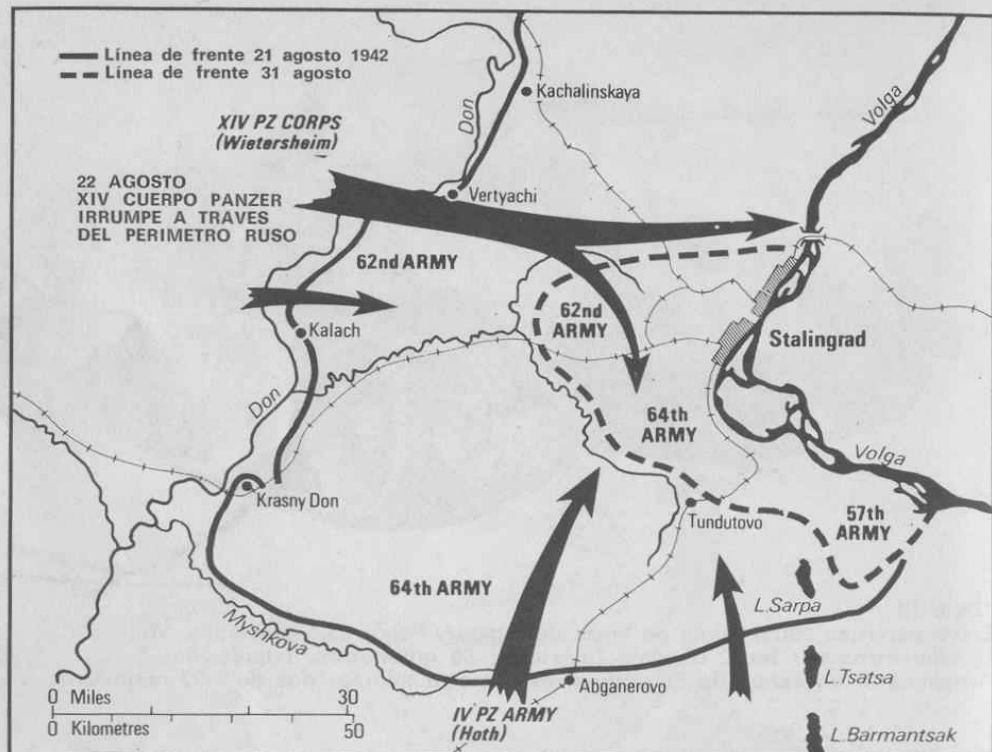 Línea de frente 21 agosto 1942
Línea de frente 31 agosto
XIV PZ CORPS
(Wietersheim)
22 AGOSTO
XIV CUERPO PANZER
IRRUMPE A TRAVES
DEL PERIMETRO RUSO
Don
Kachalinskaya
Volga
Vertyachi
62nd ARMY
Kalach
62nd
ARMY
Stalingrad
Don
64th
ARMY
Volga
Krasny Don
Tundutovo
57th
ARMY
64th ARMY
L.Sarpa
Myshkova
Abganerovo
L.Tsatsa
IV PZ ARMY
(Hoth)
L.Barmantsak
0 Miles 30
0 Kilometres 50